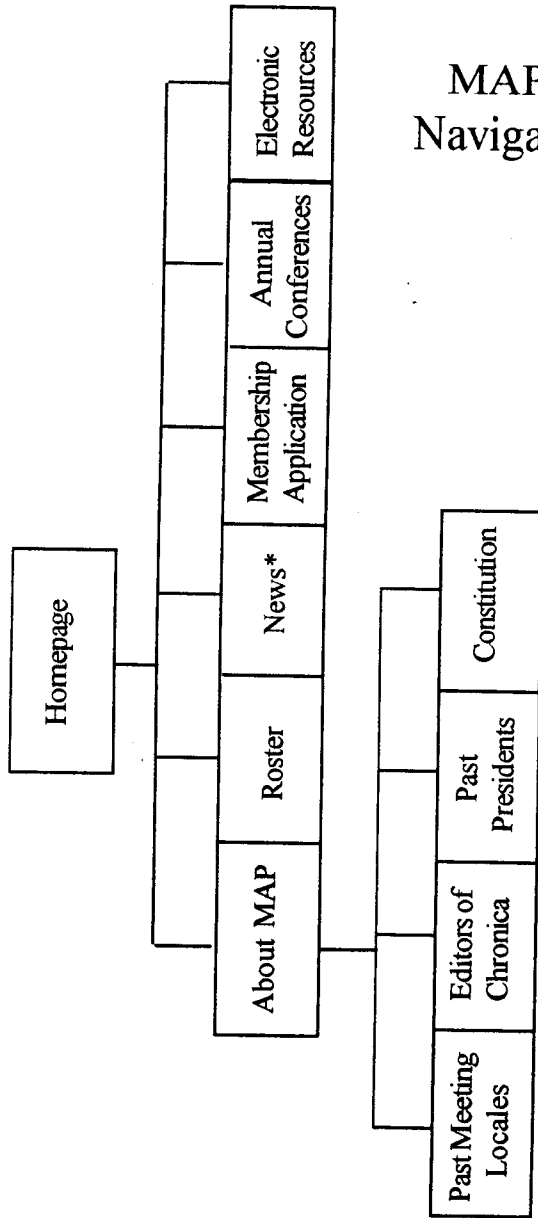 Homepage
About MAP
Roster
News*
Membership
Application
Annual
Conferences
Electronic
Resources
Past Meeting
Locales
Editors of
Chronica
Past
Presidents
Constitution
MAP
Naviga